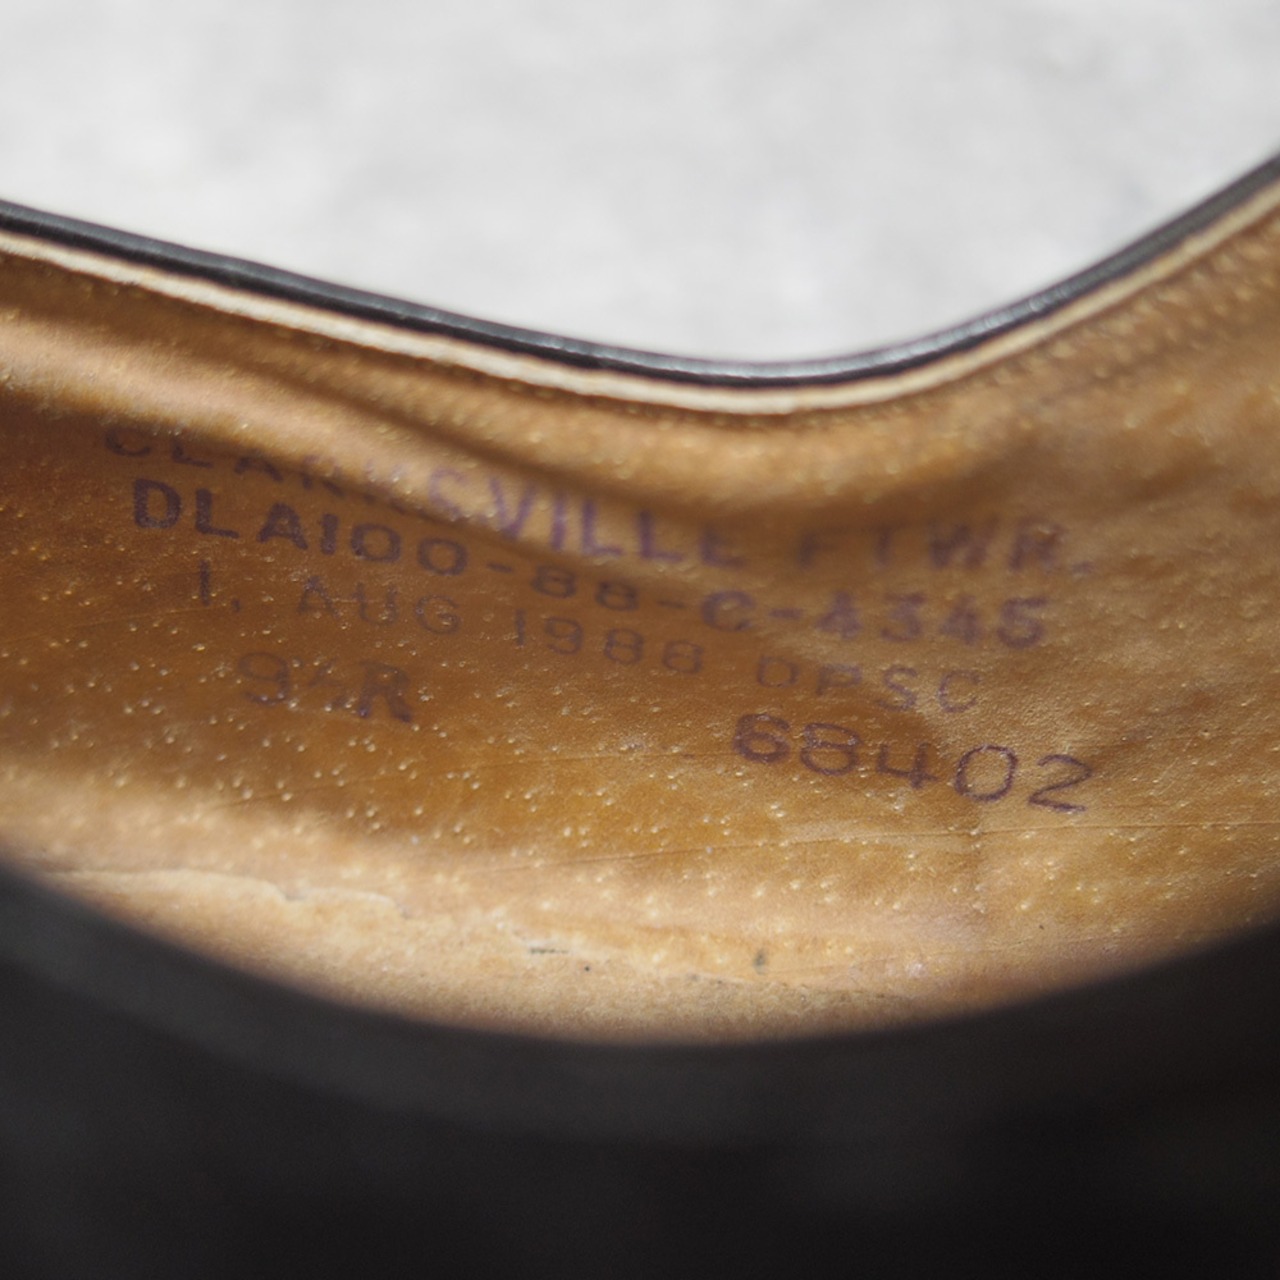 CLARKSVILLE FTWR.
DLA100-88-C-4345
1, AUG 1988 DPSC
9½R
68402